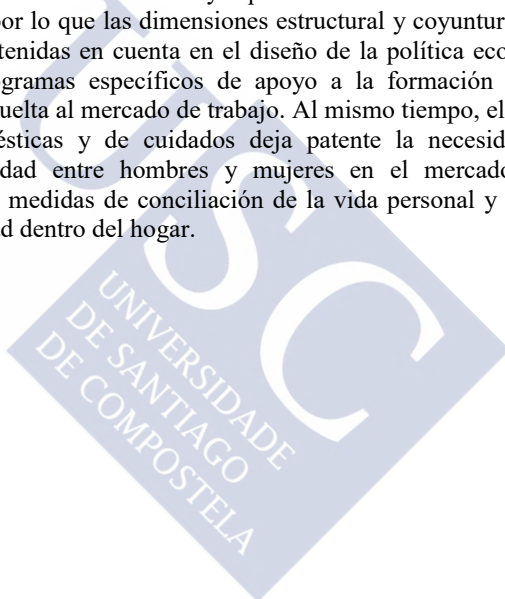 por lo que las dimensiones estructural y coyuntur
tenidas en cuenta en el diseño de la política eco
gramas específicos de apoyo a la formación
uelta al mercado de trabajo. Al mismo tiempo, el
ésticas y de cuidados deja patente la necesid
dad entre hombres y mujeres en el mercado
medidas de conciliación de la vida personal y
d dentro del hogar.
USC
UNIVERSIDADE
DE SANTIAGO
DE COMPOSTELA